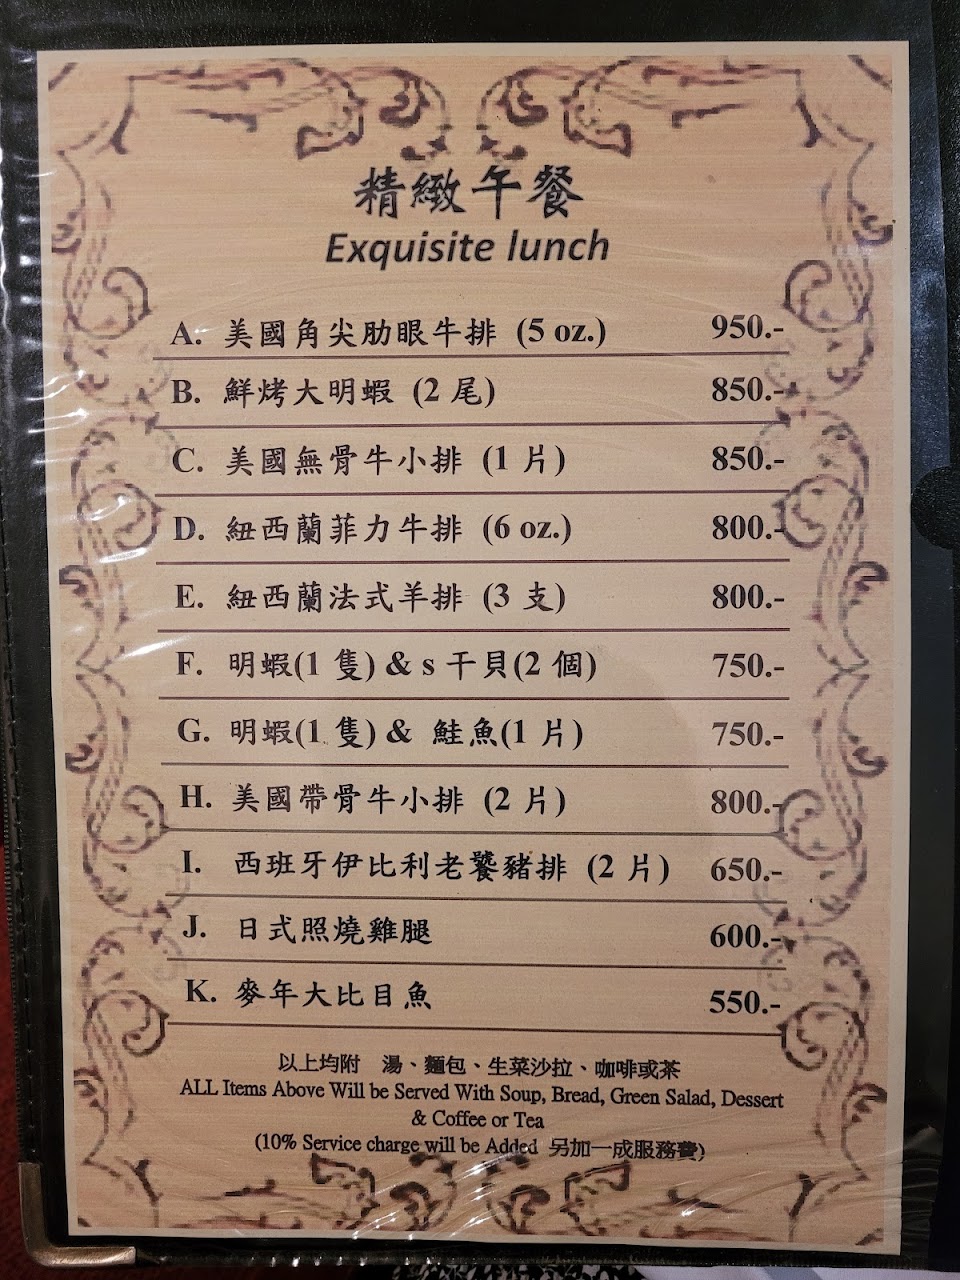 精緻午餐
Exquisite lunch
A. 美國角尖肋眼牛排 (5 oz.) 950.-
B. 鮮烤大明蝦 (2 尾) 850.-
C. 美國無骨牛小排 (1 片) 850.-
D. 紐西蘭菲力牛排 (6 oz.) 800.-
E. 紐西蘭法式羊排 (3 支) 800.-
F. 明蝦(1 隻) & s 干貝(2 個) 750.-
G. 明蝦(1 隻) & 鮭魚(1 片) 750.-
H. 美國帶骨牛小排 (2 片) 800.-
I. 西班牙伊比利老饕豬排 (2 片) 650.-
J. 日式照燒雞腿 600.-
K. 麥年大比目魚 550.-
以上均附 湯、麵包、生菜沙拉、咖啡或茶
ALL Items Above Will be Served With Soup, Bread, Green Salad, Dessert
& Coffee or Tea
(10% Service charge will be Added 另加一成服務費)